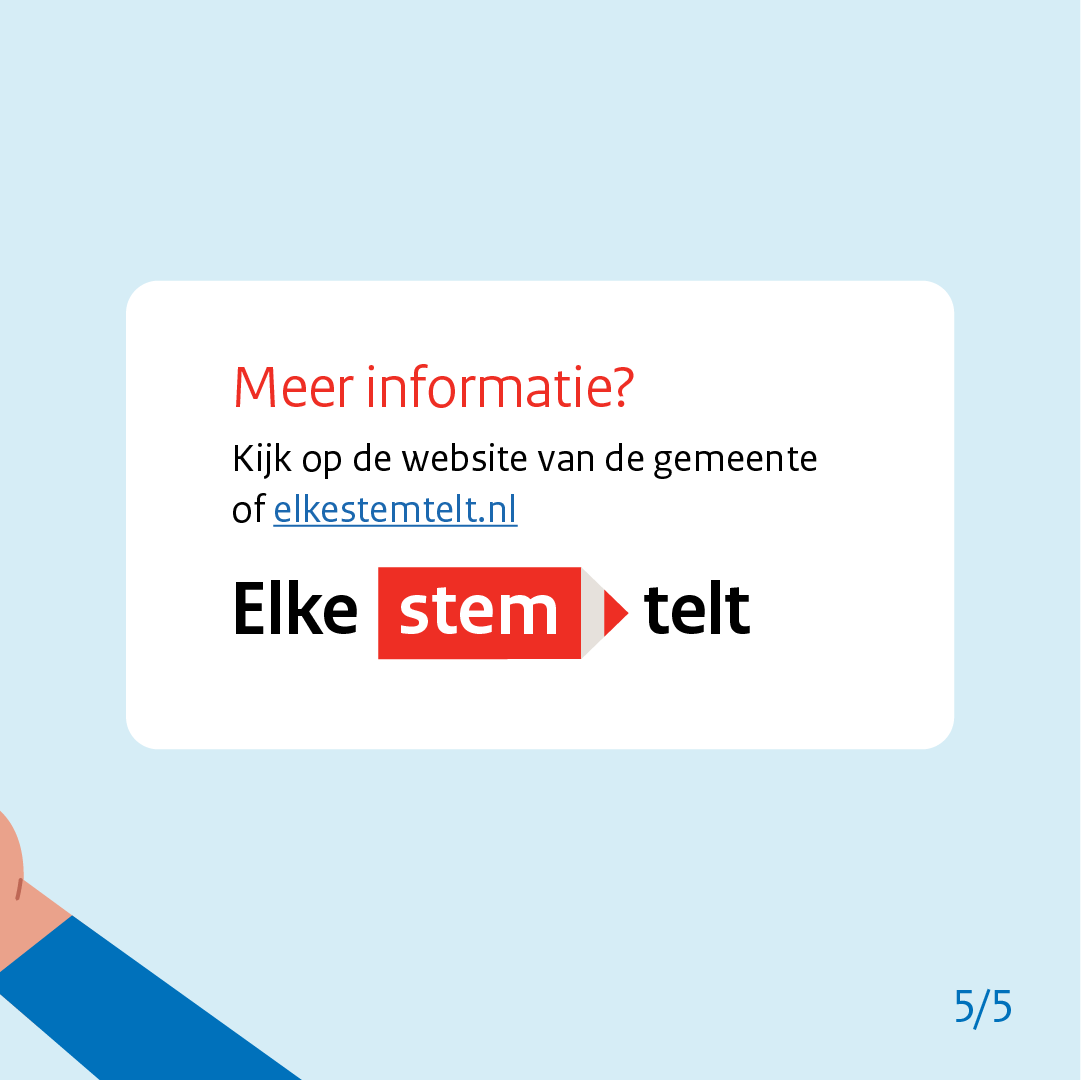 Meer informatie?
Kijk op de website van de gemeente
of elkestemtelt.nl
Elke stem telt
5/5